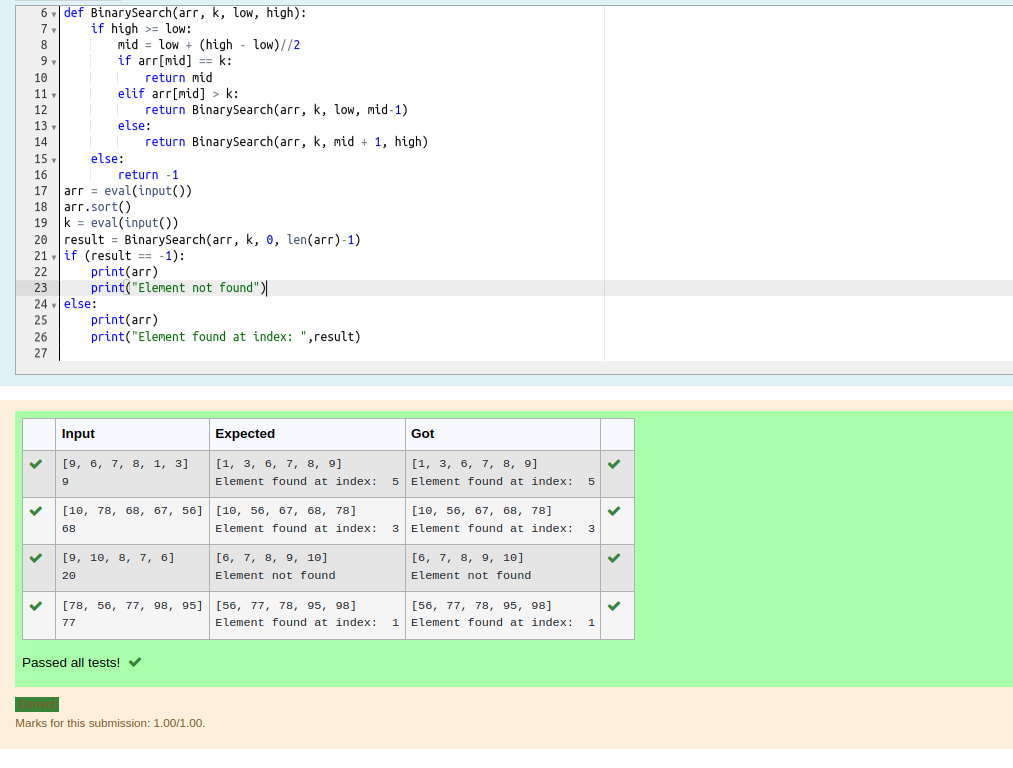 6 def BinarySearch(arr, k, low, high):
7     if high >= low:
8         mid = low + (high - low)//2
9         if arr[mid] == k:
10             return mid
11         elif arr[mid] > k:
12             return BinarySearch(arr, k, low, mid-1)
13         else:
14             return BinarySearch(arr, k, mid + 1, high)
15     else:
16         return -1
17 arr = eval(input())
18 arr.sort()
19 k = eval(input())
20 result = BinarySearch(arr, k, 0, len(arr)-1)
21 if (result == -1):
22     print(arr)
23     print("Element not found")
24 else:
25     print(arr)
26     print("Element found at index: ",result)
27
Input Expected Got
[9, 6, 7, 8, 1, 3] [1, 3, 6, 7, 8, 9] [1, 3, 6, 7, 8, 9]
9 Element found at index:  5 Element found at index:  5
[10, 78, 68, 67, 56] [10, 56, 67, 68, 78] [10, 56, 67, 68, 78]
68 Element found at index:  3 Element found at index:  3
[9, 10, 8, 7, 6] [6, 7, 8, 9, 10] [6, 7, 8, 9, 10]
20 Element not found Element not found
[78, 56, 77, 98, 95] [56, 77, 78, 95, 98] [56, 77, 78, 95, 98]
77 Element found at index:  1 Element found at index:  1
Passed all tests!
Correct
Marks for this submission: 1.00/1.00.